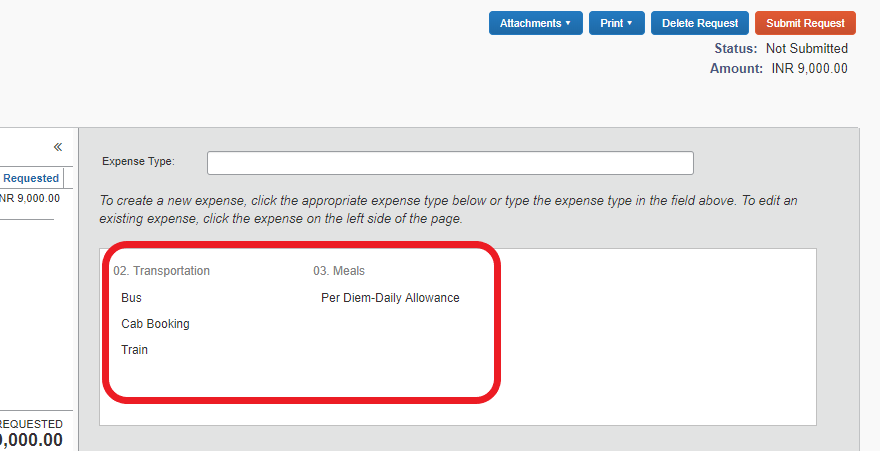 Attachments ▾ Print ▾ Delete Request Submit Request
Status: Not Submitted
Amount: INR 9,000.00
«
Expense Type:
Requested
NR 9,000.00
To create a new expense, click the appropriate expense type below or type the expense type in the field above. To edit an
existing expense, click the expense on the left side of the page.
02. Transportation 03. Meals
Bus Per Diem-Daily Allowance
Cab Booking
Train
REQUESTED
9,000.00